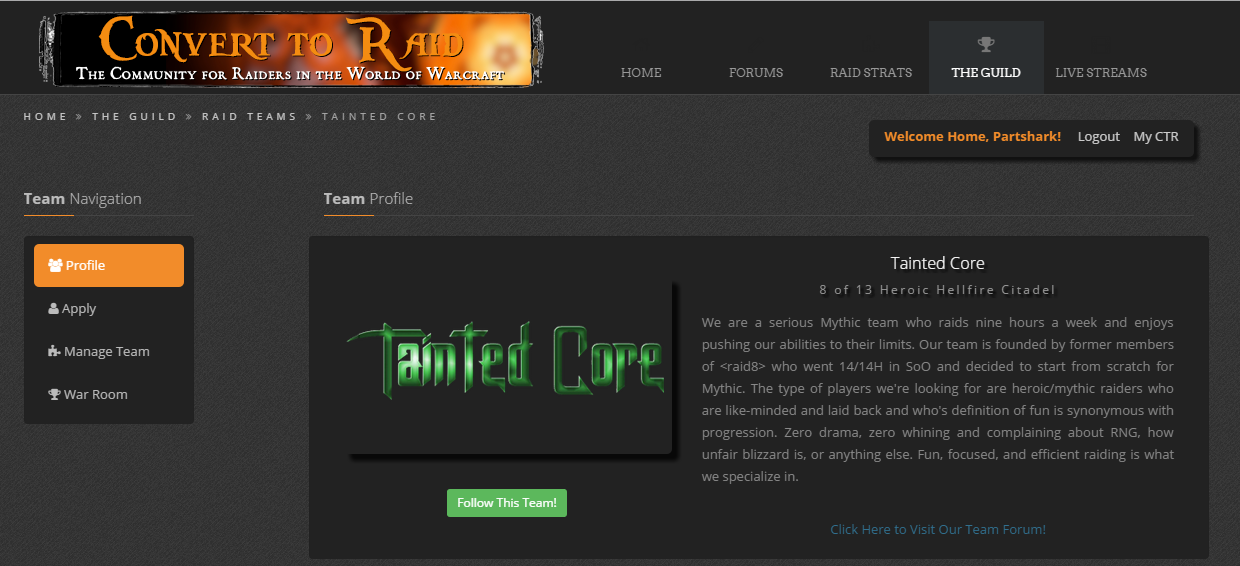 Convert to Raid
The Community for Raiders in the World of Warcraft
HOME
FORUMS
RAID STRATS
THE GUILD
LIVE STREAMS
HOME » THE GUILD » RAID TEAMS » TAINTED CORE
Welcome Home, Partshark! Logout My CTR
Team Navigation
Profile
Apply
Manage Team
War Room
Team Profile
Tainted Core
Follow This Team!
Tainted Core
8 of 13 Heroic Hellfire Citadel
We are a serious Mythic team who raids nine hours a week and enjoys
pushing our abilities to their limits. Our team is founded by former members
of <raid8> who went 14/14H in SoO and decided to start from scratch for
Mythic. The type of players we're looking for are heroic/mythic raiders who
are like-minded and laid back and who's definition of fun is synonymous with
progression. Zero drama, zero whining and complaining about RNG, how
unfair blizzard is, or anything else. Fun, focused, and efficient raiding is what
we specialize in.
Click Here to Visit Our Team Forum!